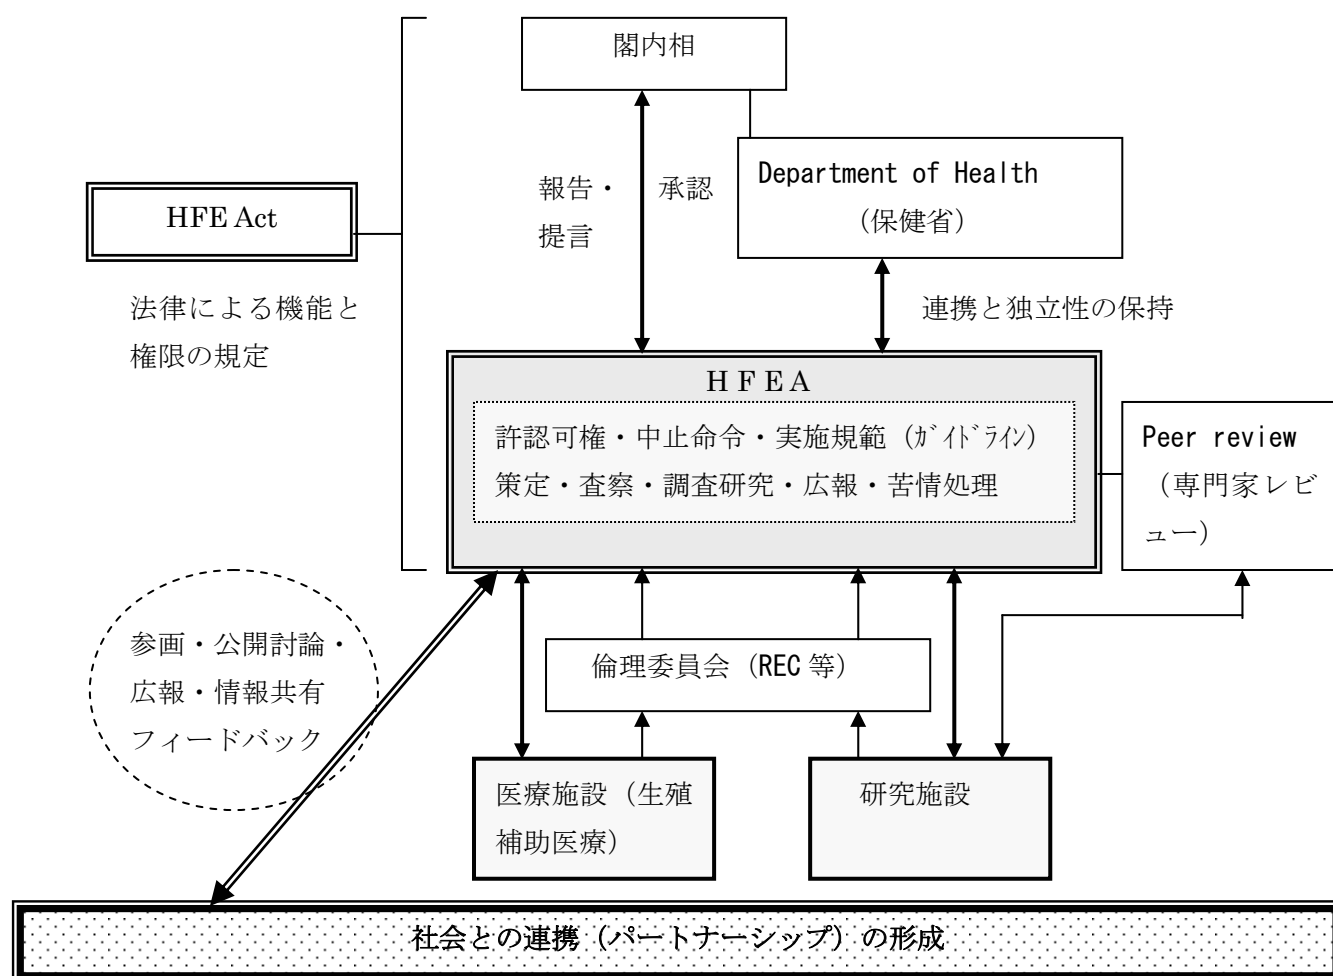 閣内相
Department of Health
（保健省）
報告・ 承認
提言
HFE Act
法律による機能と
権限の規定
連携と独立性の保持
ＨＦＥＡ
許認可権・中止命令・実施規範（ｶﾞｲﾄﾞﾗｲﾝ）
策定・査察・調査研究・広報・苦情処理
Peer review
（専門家レビ
ュー）
参画・公開討論・
広報・情報共有
フィードバック
倫理委員会（REC 等）
医療施設（生殖
補助医療）
研究施設
社会との連携（パートナーシップ）の形成